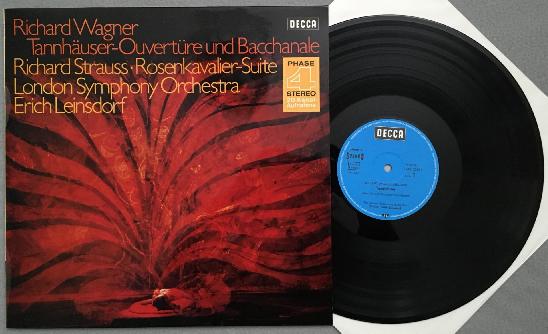 Richard Wagner
Tannhäuser-Ouvertüre und Bacchanale
Richard Strauss · Rosenkavalier-Suite
London Symphony Orchestra
Erich Leinsdorf
DECCA
PHASE
4
STEREO
20-Kanal
Aufnahme
DECCA